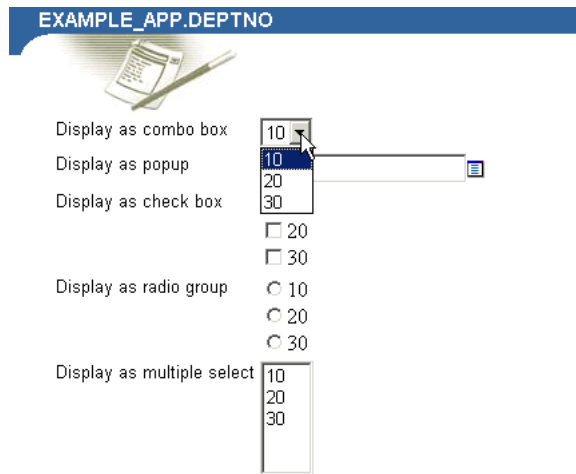 EXAMPLE_APP.DEPTNO
Display as combo box 10
10
Display as popup
20
Display as check box 30
20
30
Display as radio group 10
20
30
Display as multiple select 10
20
30